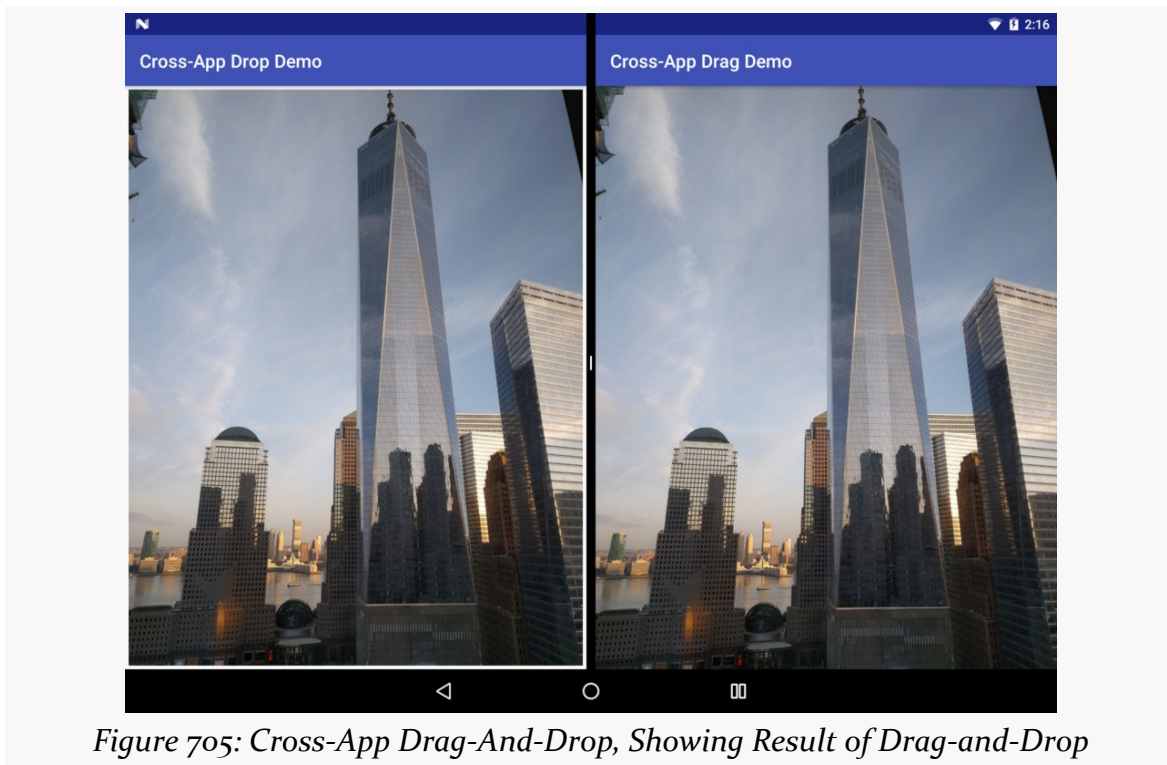 2:16
Cross-App Drop Demo
Cross-App Drag Demo
Figure 705: Cross-App Drag-And-Drop, Showing Result of Drag-and-Drop